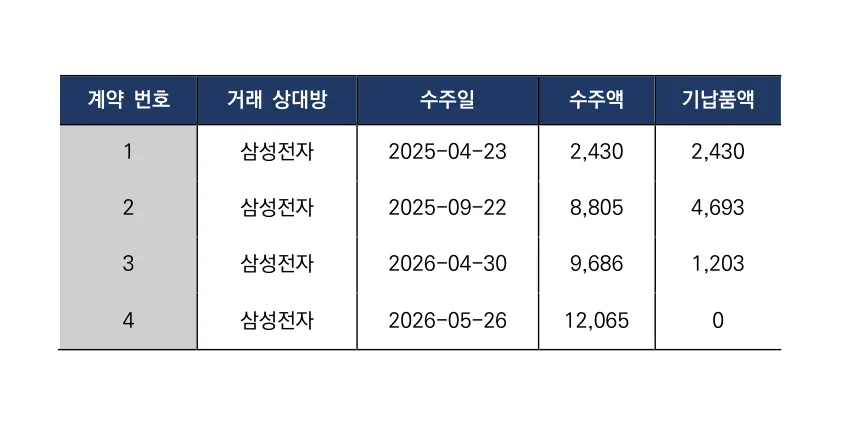 계약 번호 거래 상대방 수주일 수주액 기납품액
1 삼성전자 2025-04-23 2,430 2,430
2 삼성전자 2025-09-22 8,805 4,693
3 삼성전자 2026-04-30 9,686 1,203
4 삼성전자 2026-05-26 12,065 0